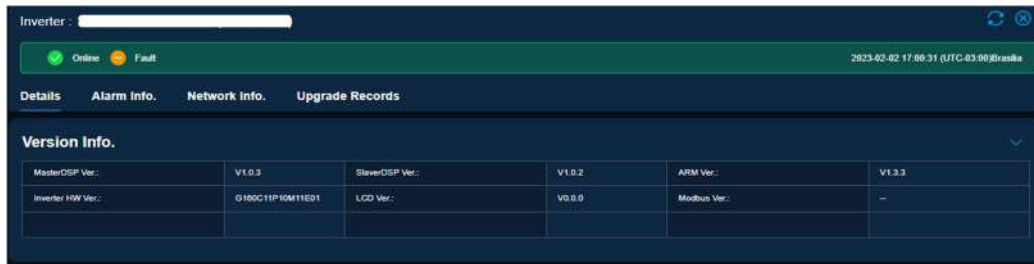 Inverter :
Online Fault 2023-02-02 17:00:31 (UTC-03:00)Brasilia
Details Alarm Info. Network Info. Upgrade Records
Version Info.
MasterDSP Ver.: V1.0.3 SlaverDSP Ver.: V1.0.2 ARM Ver.: V1.3.3
Inverter HW Ver.: G160C11P10M11E01 LCD Ver.: V0.0.0 Modbus Ver.: --